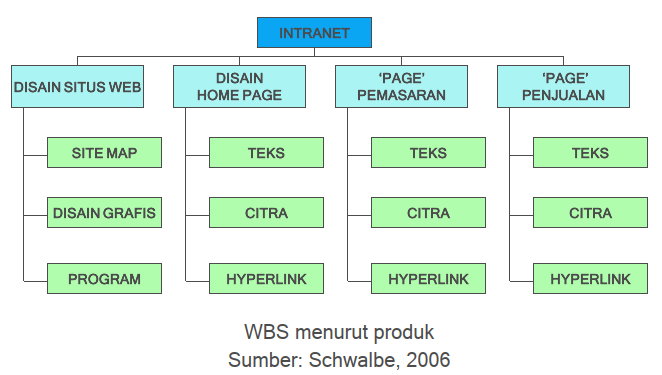 INTRANET
DISAIN SITUS WEB
DISAIN
HOME PAGE
‘PAGE’
PEMASARAN
‘PAGE’
PENJUALAN
SITE MAP
TEKS
TEKS
TEKS
DISAIN GRAFIS
CITRA
CITRA
CITRA
PROGRAM
HYPERLINK
HYPERLINK
HYPERLINK
WBS menurut produk
Sumber: Schwalbe, 2006